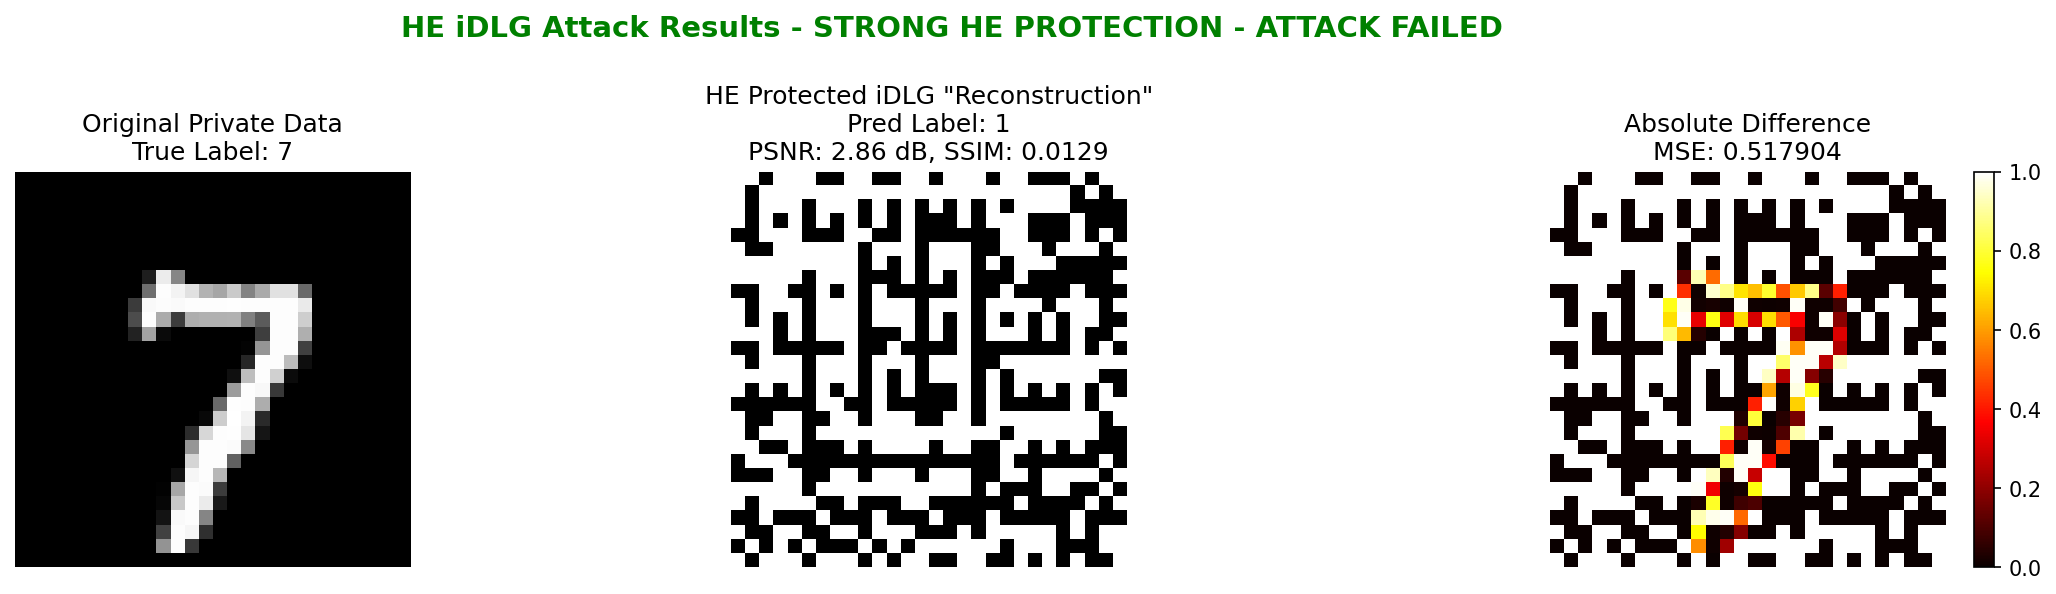 HE iDLG Attack Results - STRONG HE PROTECTION - ATTACK FAILED
Original Private Data
True Label: 7
HE Protected iDLG "Reconstruction"
Pred Label: 1
PSNR: 2.86 dB, SSIM: 0.0129
Absolute Difference
MSE: 0.517904
1.0
0.8
0.6
0.4
0.2
0.0